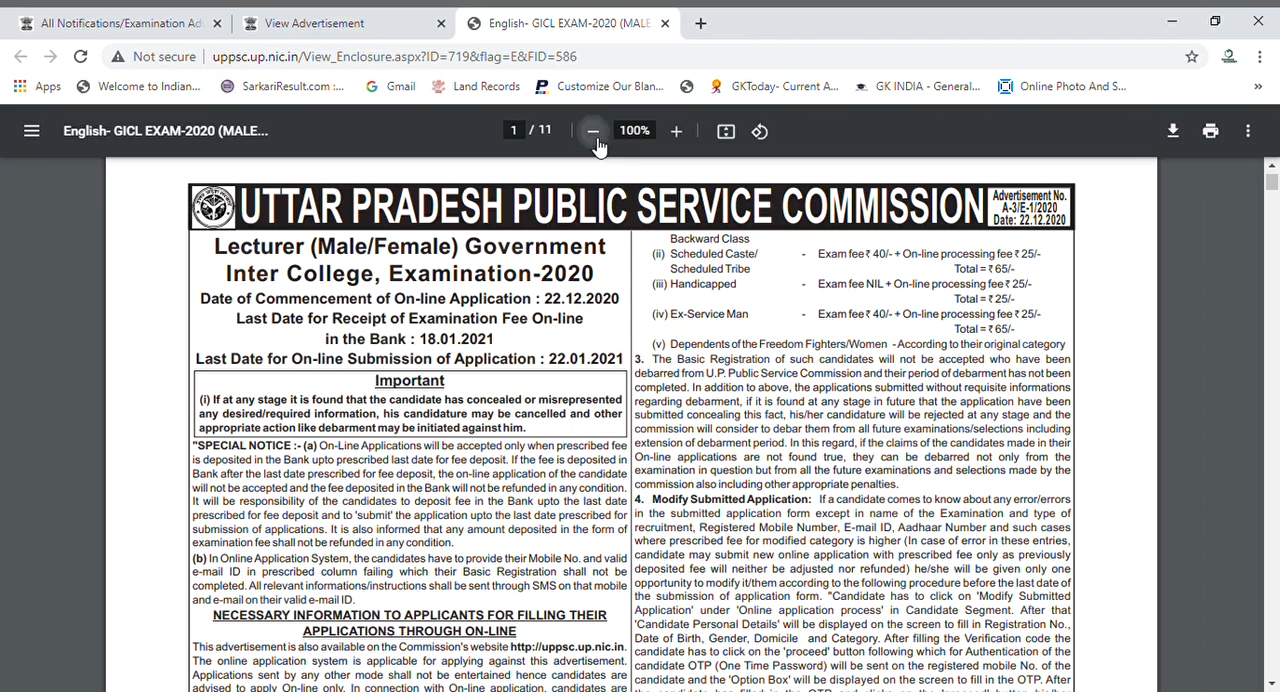 All Notifications/Examination Ad
View Advertisement
English- GICL EXAM-2020 (MALE
Not secure
uppsc.up.nic.in/View_Enclosure.aspx?ID=719&flag=E&FID=586
Apps
Welcome to Indian...
SarkariResult.com :...
Gmail
Land Records
Customize Our Blan...
GKToday- Current A...
GK INDIA - General...
Online Photo And S...
English- GICL EXAM-2020 (MALE...
1 / 11
100%
UTTAR PRADESH PUBLIC SERVICE COMMISSION
Advertisement No.
A-3/E-1/2020
Date: 22.12.2020
Lecturer (Male/Female) Government
Inter College, Examination-2020
Date of Commencement of On-line Application : 22.12.2020
Last Date for Receipt of Examination Fee On-line
in the Bank : 18.01.2021
Last Date for On-line Submission of Application : 22.01.2021
Important
(i) If at any stage it is found that the candidate has concealed or misrepresented
any desired/required information, his candidature may be cancelled and other
appropriate action like debarment may be initiated against him.
"SPECIAL NOTICE :- (a) On-Line Applications will be accepted only when prescribed fee
is deposited in the Bank upto prescribed last date for fee deposit. If the fee is deposited in
Bank after the last date prescribed for fee deposit, the on-line application of the candidate
will not be accepted and the fee deposited in the Bank will not be refunded in any condition.
It will be responsibility of the candidates to deposit fee in the Bank upto the last date
prescribed for fee deposit and to 'submit' the application upto the last date prescribed for
submission of applications. It is also informed that any amount deposited in the form of
examination fee shall not be refunded in any condition.
(b) In Online Application System, the candidates have to provide their Mobile No. and valid
e-mail ID in prescribed column failing which their Basic Registration shall not be
completed. All relevant informations/instructions shall be sent through SMS on that mobile
and e-mail on their valid e-mail ID.
NECESSARY INFORMATION TO APPLICANTS FOR FILLING THEIR
APPLICATIONS THROUGH ON-LINE
This advertisement is also available on the Commission's website http://uppsc.up.nic.in.
The online application system is applicable for applying against this advertisement.
Applications sent by any other mode shall not be entertained hence candidates are
advised to apply On-line only. In connection with On-line application, candidates are
Backward Class
(ii) Scheduled Caste/ - Exam fee ₹ 40/- + On-line processing fee ₹ 25/-
Scheduled Tribe Total = ₹ 65/-
(iii) Handicapped - Exam fee NIL + On-line processing fee ₹ 25/-
Total = ₹ 25/-
(iv) Ex-Service Man - Exam fee ₹ 40/- + On-line processing fee ₹ 25/-
Total = ₹ 65/-
(v) Dependents of the Freedom Fighters/Women - According to their original category
3. The Basic Registration of such candidates will not be accepted who have been
debarred from U.P. Public Service Commission and their period of debarment has not been
completed. In addition to above, the applications submitted without requisite informations
regarding debarment, if it is found at any stage in future that the application have been
submitted concealing this fact, his/her candidature will be rejected at any stage and the
commission will consider to debar them from all future examinations/selections including
extension of debarment period. In this regard, if the claims of the candidates made in their
On-line applications are not found true, they can be debarred not only from the
examination in question but from all the future examinations and selections made by the
commission also including other appropriate penalties.
4. Modify Submitted Application: If a candidate comes to know about any error/errors
in the submitted application form except in name of the Examination and type of
recruitment, Registered Mobile Number, E-mail ID, Aadhaar Number and such cases
where prescribed fee for modified category is higher (In case of error in these entries,
candidate may submit new online application with prescribed fee only as previously
deposited fee will neither be adjusted nor refunded) he/she will be given only one
opportunity to modify it/them according to the following procedure before the last date of
the submission of application form. "Candidate has to click on 'Modify Submitted
Application' under 'Online application process' in Candidate Segment. After that
'Candidate Personal Details' will be displayed on the screen to fill in Registration No.,
Date of Birth, Gender, Domicile and Category. After filling the Verification code the
candidate has to click on the 'proceed' button following which for Authentication of the
candidate OTP (One Time Password) will be sent on the registered mobile No. of the
candidate and the 'Option Box' will be displayed on the screen to fill in the OTP. After